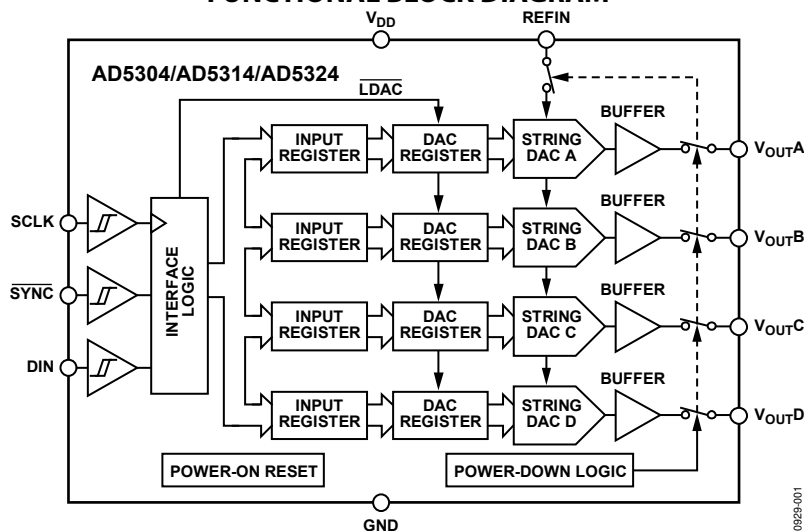 FUNCTIONAL BLOCK DIAGRAM
VDD
REFIN
AD5304/AD5314/AD5324
LDAC
INPUT
REGISTER
DAC
REGISTER
STRING
DAC A
BUFFER
VOUTA
SCLK
INPUT
REGISTER
DAC
REGISTER
STRING
DAC B
BUFFER
VOUTB
SYNC
INTERFACE
LOGIC
INPUT
REGISTER
DAC
REGISTER
STRING
DAC C
BUFFER
VOUTC
DIN
INPUT
REGISTER
DAC
REGISTER
STRING
DAC D
BUFFER
VOUTD
POWER-ON RESET
POWER-DOWN LOGIC
GND
0929-001